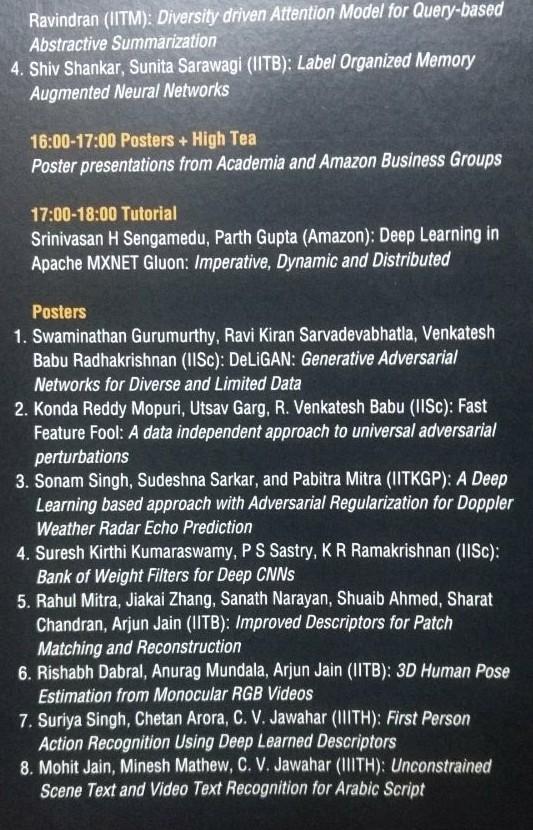 Ravindran (IITM): Diversity driven Attention Model for Query-based
Abstractive Summarization
4. Shiv Shankar, Sunita Sarawagi (IITB): Label Organized Memory
Augmented Neural Networks
16:00-17:00 Posters + High Tea
Poster presentations from Academia and Amazon Business Groups
17:00-18:00 Tutorial
Srinivasan H Sengamedu, Parth Gupta (Amazon): Deep Learning in
Apache MXNET Gluon: Imperative, Dynamic and Distributed
Posters
1. Swaminathan Gurumurthy, Ravi Kiran Sarvadevabhatla, Venkatesh
Babu Radhakrishnan (IISc): DeLiGAN: Generative Adversarial
Networks for Diverse and Limited Data
2. Konda Reddy Mopuri, Utsav Garg, R. Venkatesh Babu (IISc): Fast
Feature Fool: A data independent approach to universal adversarial
perturbations
3. Sonam Singh, Sudeshna Sarkar, and Pabitra Mitra (IITKGP): A Deep
Learning based approach with Adversarial Regularization for Doppler
Weather Radar Echo Prediction
4. Suresh Kirthi Kumaraswamy, P S Sastry, K R Ramakrishnan (IISc):
Bank of Weight Filters for Deep CNNs
5. Rahul Mitra, Jiakai Zhang, Sanath Narayan, Shuaib Ahmed, Sharat
Chandran, Arjun Jain (IITB): Improved Descriptors for Patch
Matching and Reconstruction
6. Rishabh Dabral, Anurag Mundala, Arjun Jain (IITB): 3D Human Pose
Estimation from Monocular RGB Videos
7. Suriya Singh, Chetan Arora, C. V. Jawahar (IIITH): First Person
Action Recognition Using Deep Learned Descriptors
8. Mohit Jain, Minesh Mathew, C. V. Jawahar (IIITH): Unconstrained
Scene Text and Video Text Recognition for Arabic Script